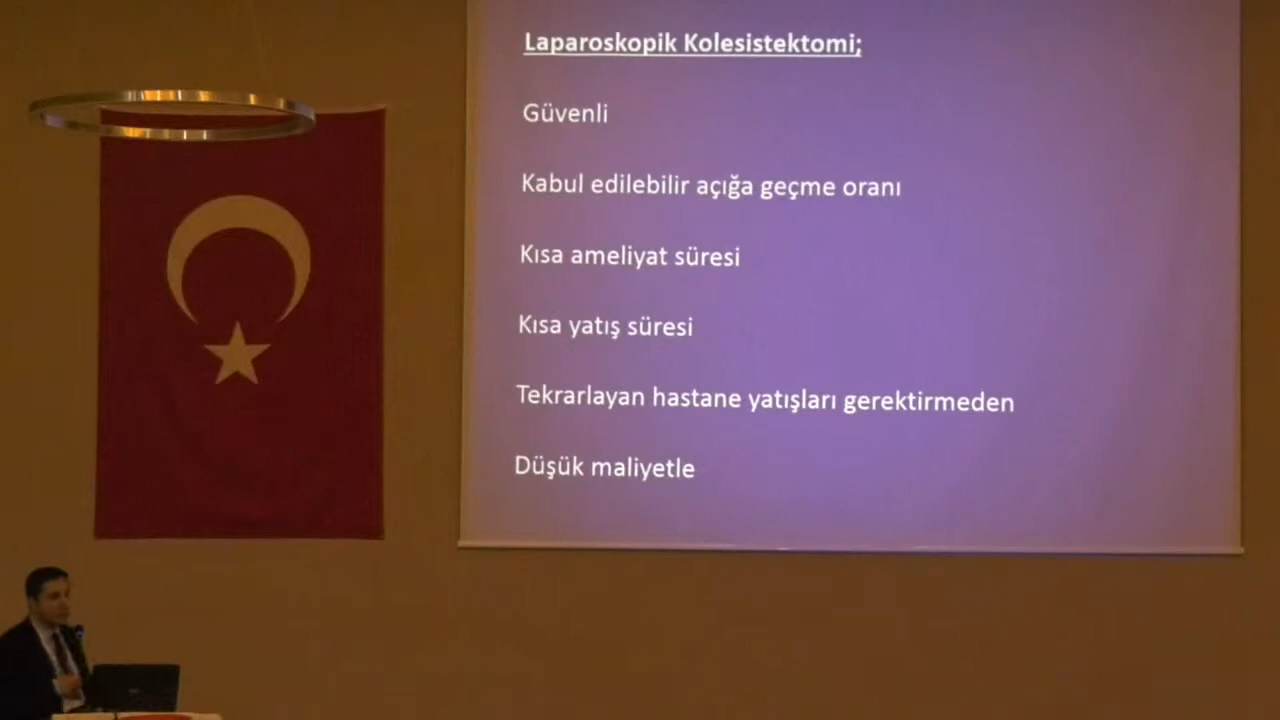 Laparoskopik Kolesistektomi;
Güvenli
Kabul edilebilir açığa geçme oranı
Kısa ameliyat süresi
Kısa yatış süresi
Tekrarlayan hastane yatışları gerektirmeden
Düşük maliyetle